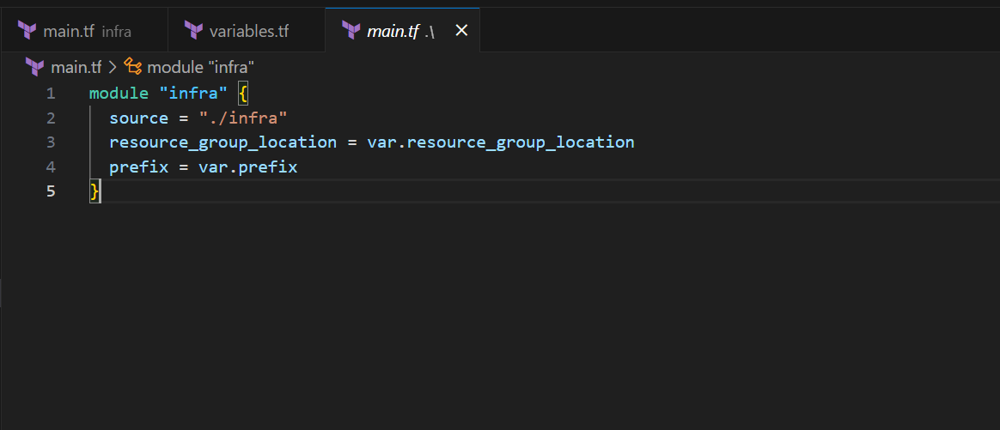 main.tf infra variables.tf main.tf .\
main.tf > module "infra"
1 module "infra" {
2 source = "./infra"
3 resource_group_location = var.resource_group_location
4 prefix = var.prefix
5 }